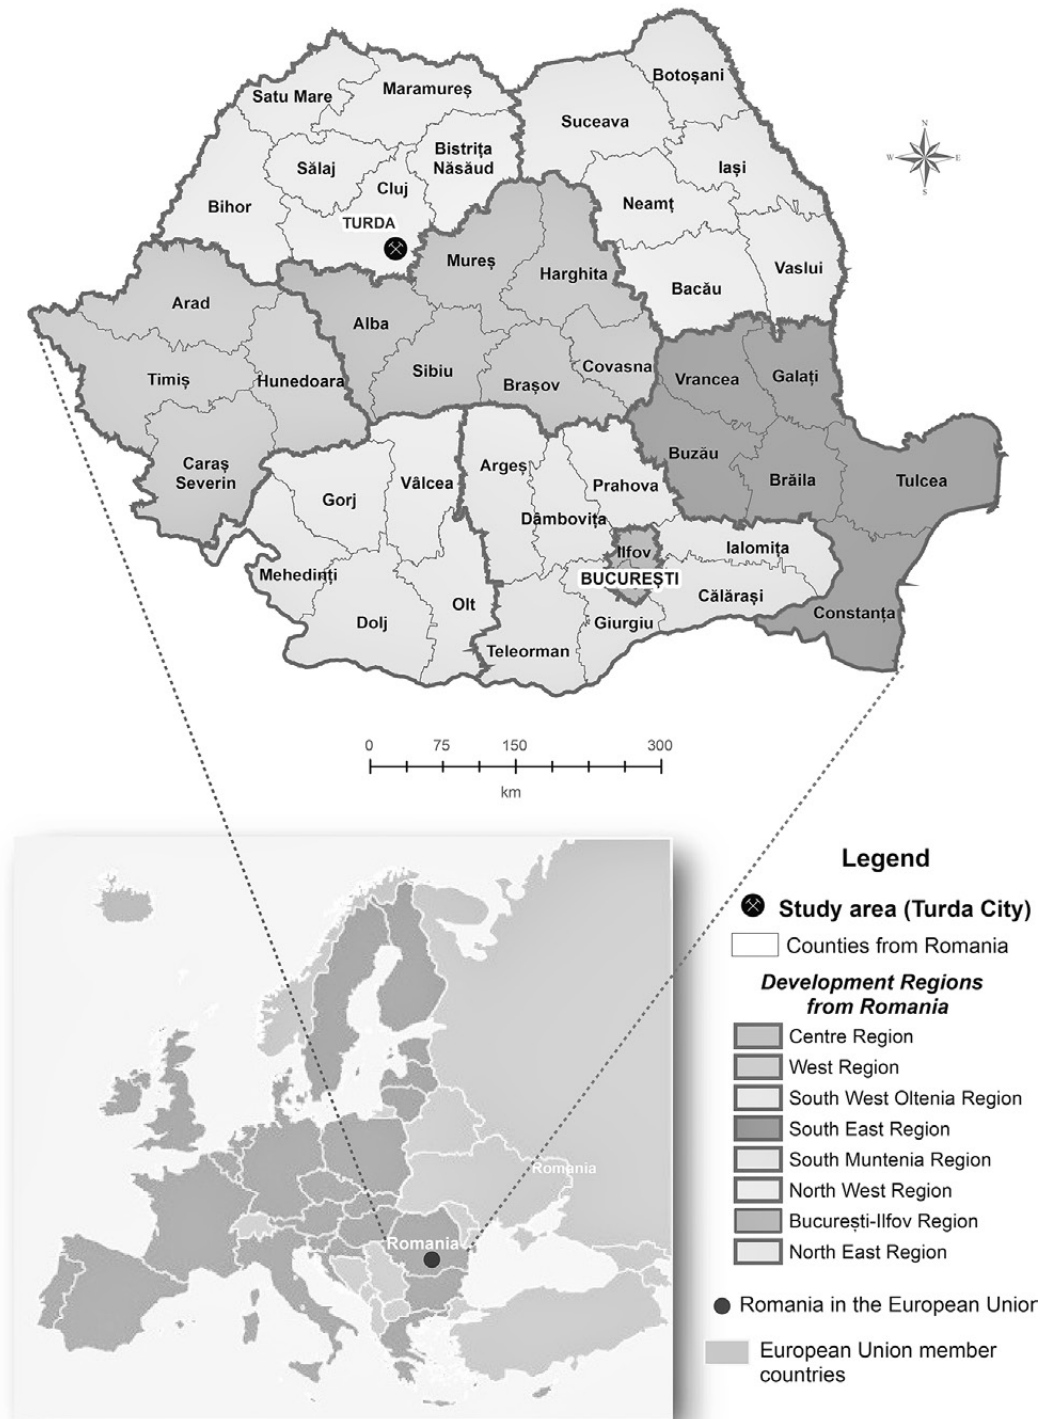 Botoșani
Satu Mare
Maramureș
Suceava
Bistrița
Năsăud
Sălaj
Cluj
Iași
Bihor
Neamț
TURDA
Mureș
Harghita
Vaslui
Bacău
Arad
Alba
Timiș
Hunedoara
Sibiu
Brașov
Covasna
Vrancea
Galați
Caraș
Severin
Gorj
Vâlcea
Argeș
Prahova
Buzău
Brăila
Tulcea
Dâmbovița
Ilfov
Ialomița
BUCUREȘTI
Mehedinți
Dolj
Olt
Călărași
Constanța
Giurgiu
Teleorman
N
W
E
S
0 75 150 300
km
Romania
Romania
Legend
Study area (Turda City)
Counties from Romania
Development Regions
from Romania
Centre Region
West Region
South West Oltenia Region
South East Region
South Muntenia Region
North West Region
București-Ilfov Region
North East Region
Romania in the European Union
European Union member
countries